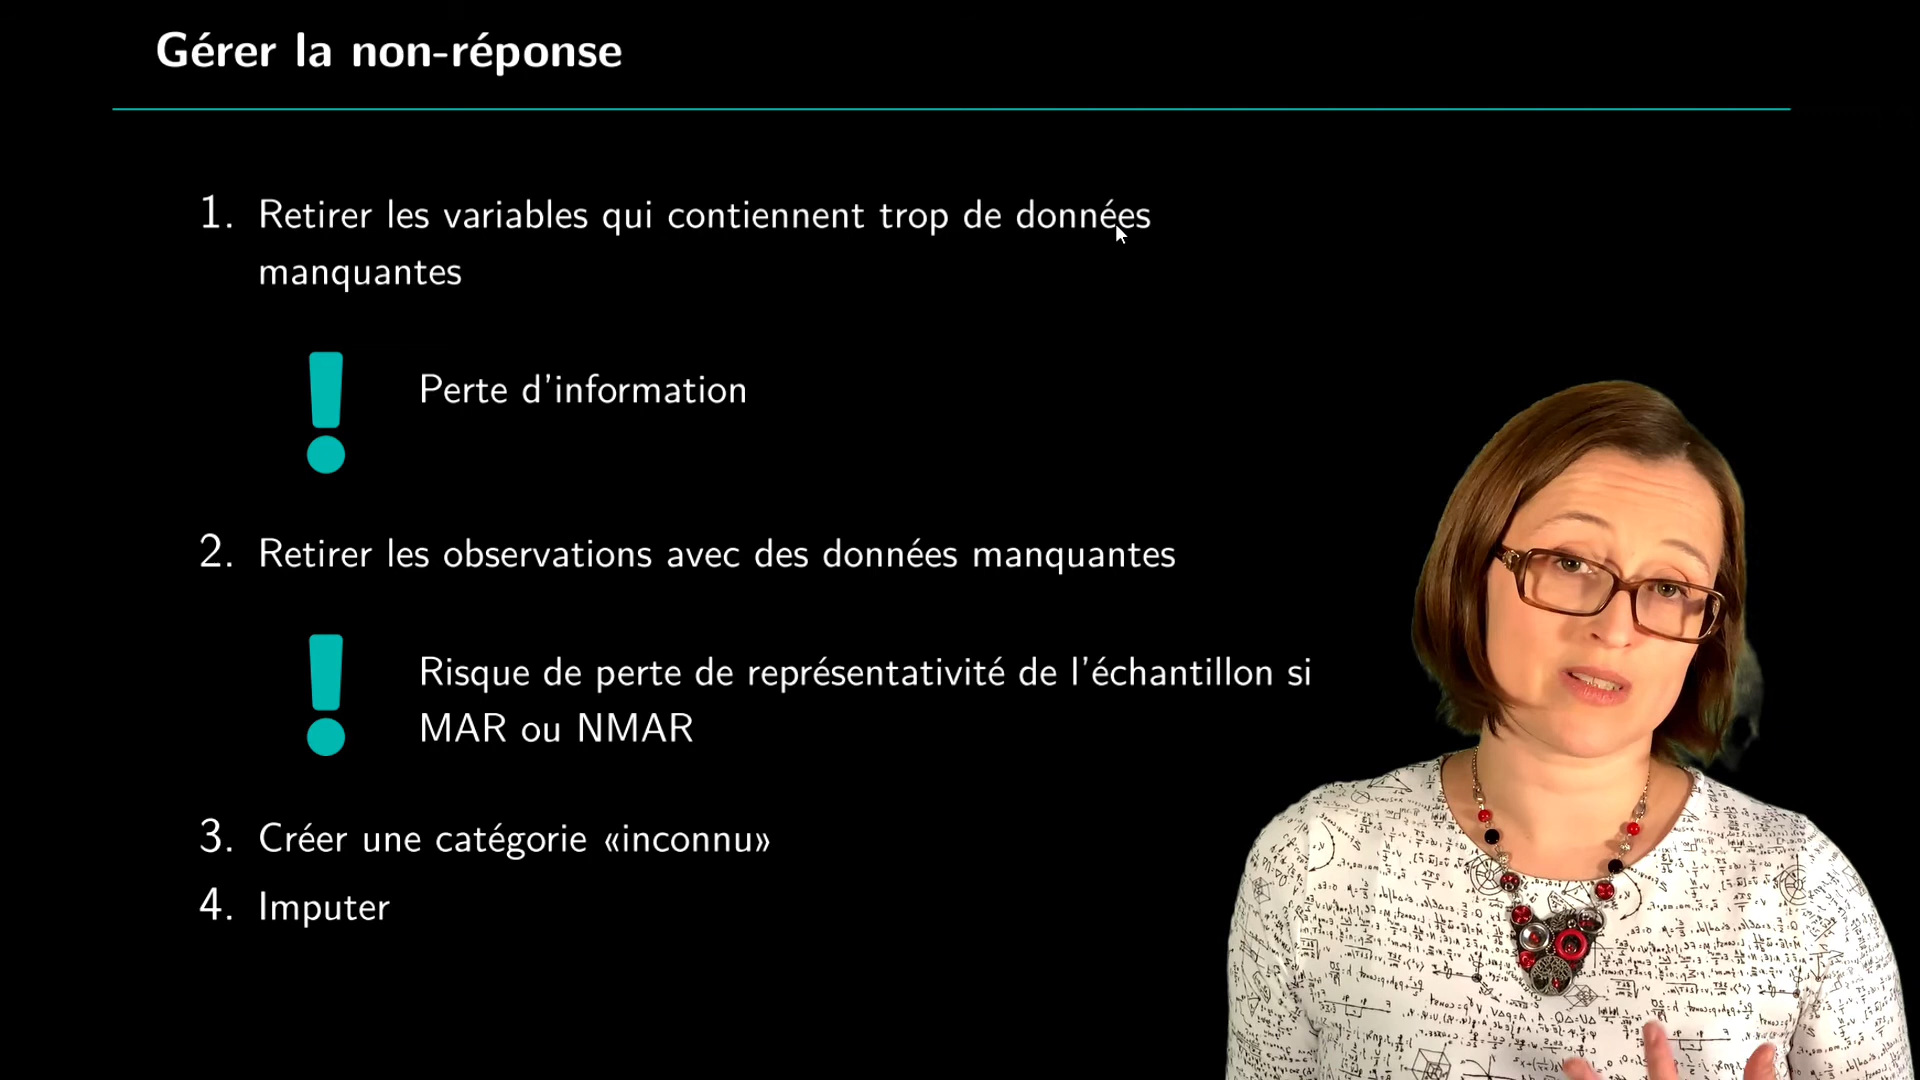 Gérer la non-réponse
1. Retirer les variables qui contiennent trop de données
manquantes
Perte d'information
2. Retirer les observations avec des données manquantes
Risque de perte de représentativité de l'échantillon si
MAR ou NMAR
3. Créer une catégorie «inconnu»
4. Imputer